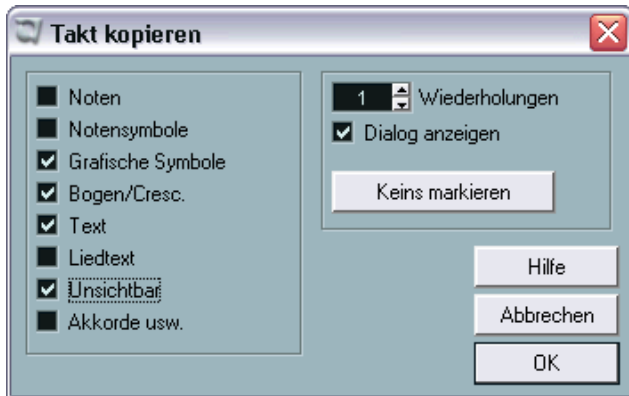 Takt kopieren
Noten
Notensymbole
Grafische Symbole
Bogen/Cresc.
Text
Liedtext
Unsichtbar
Akkorde usw.
1 Wiederholungen
Dialog anzeigen
Keins markieren
Hilfe
Abbrechen
OK